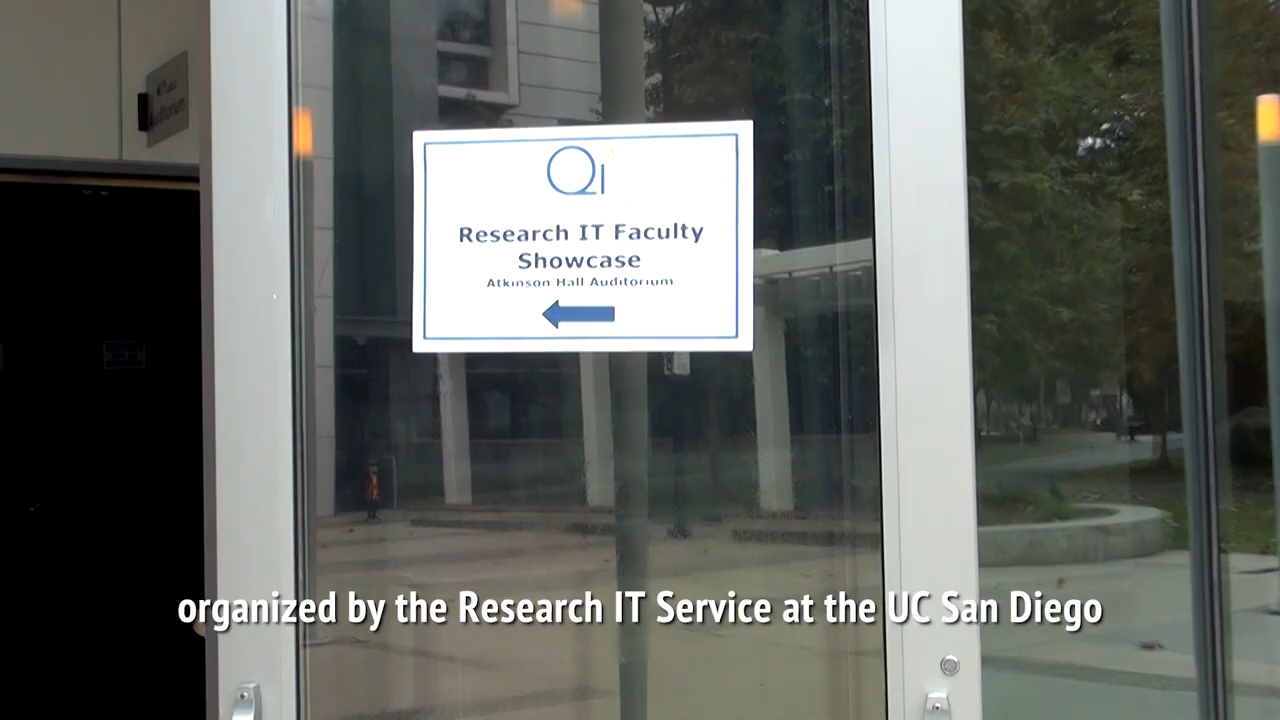 Auditorium
QI
Research IT Faculty
Showcase
Atkinson Hall Auditorium
organized by the Research IT Service at the UC San Diego